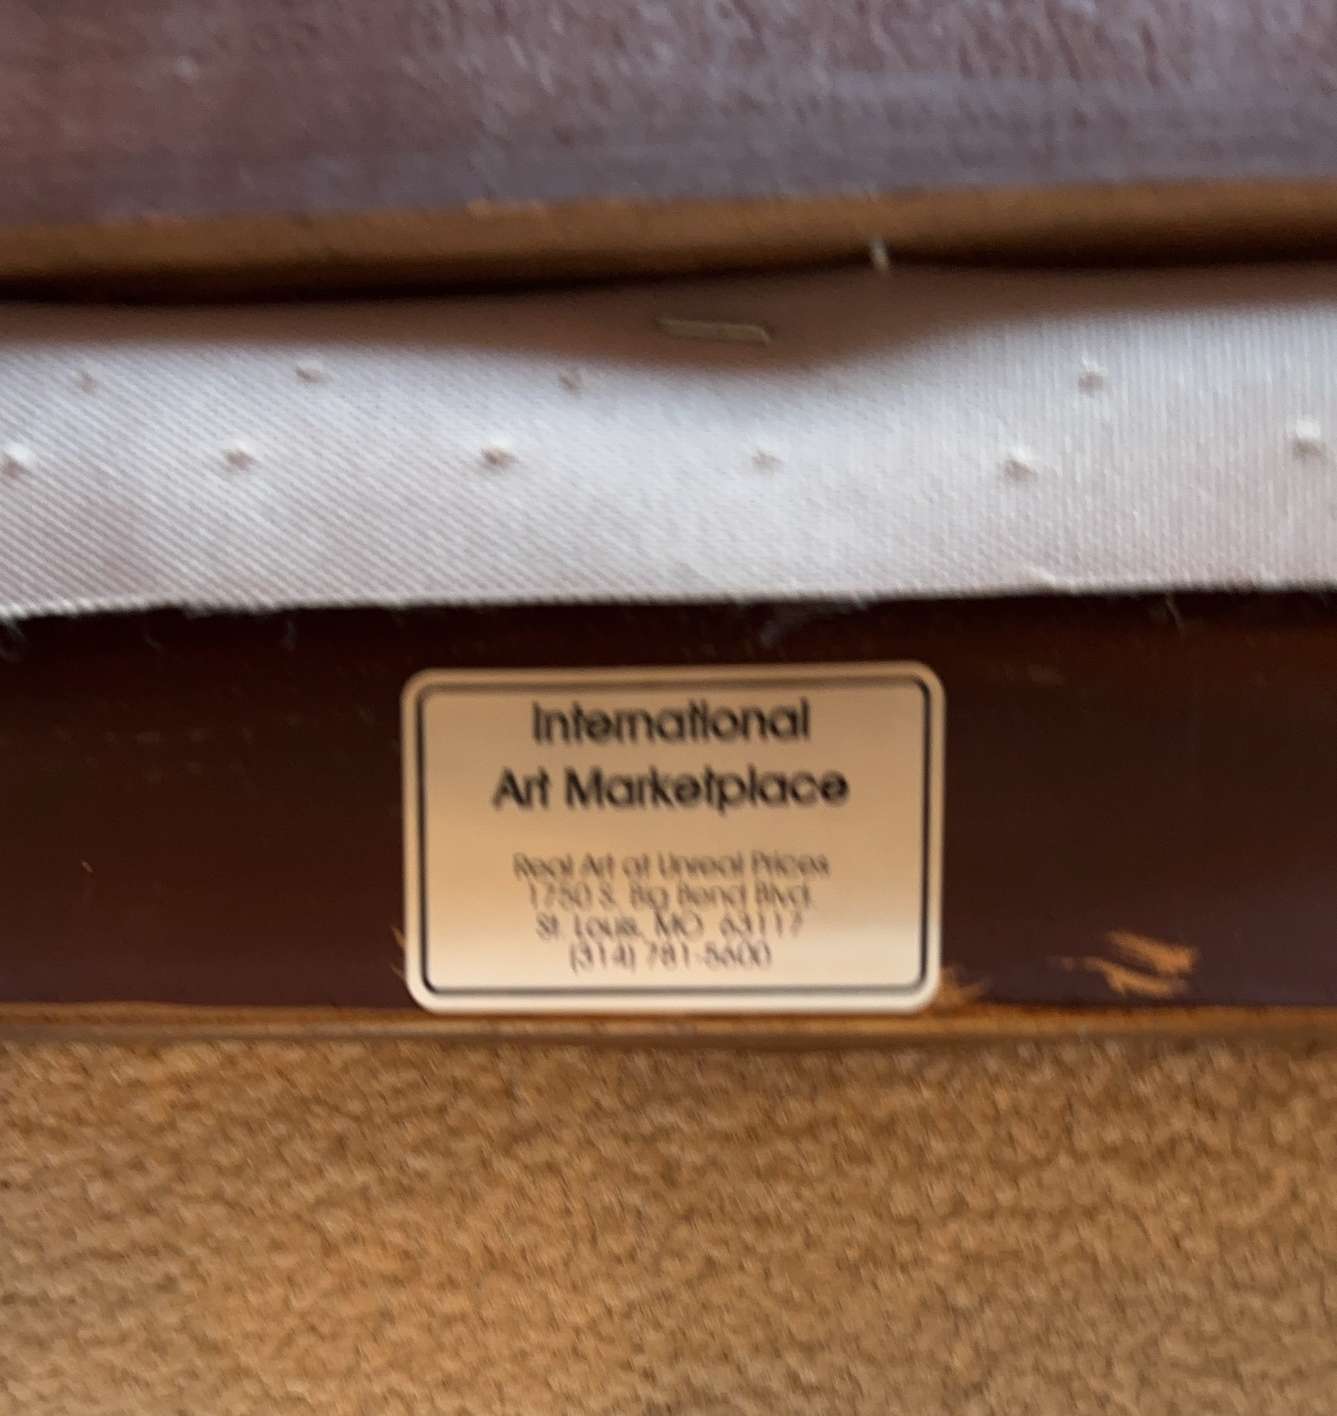 International
Art Marketplace
Real Art at Unreal Prices
1750 S. Big Bend Blvd.
St. Louis, MO 63117
(314) 781-5600